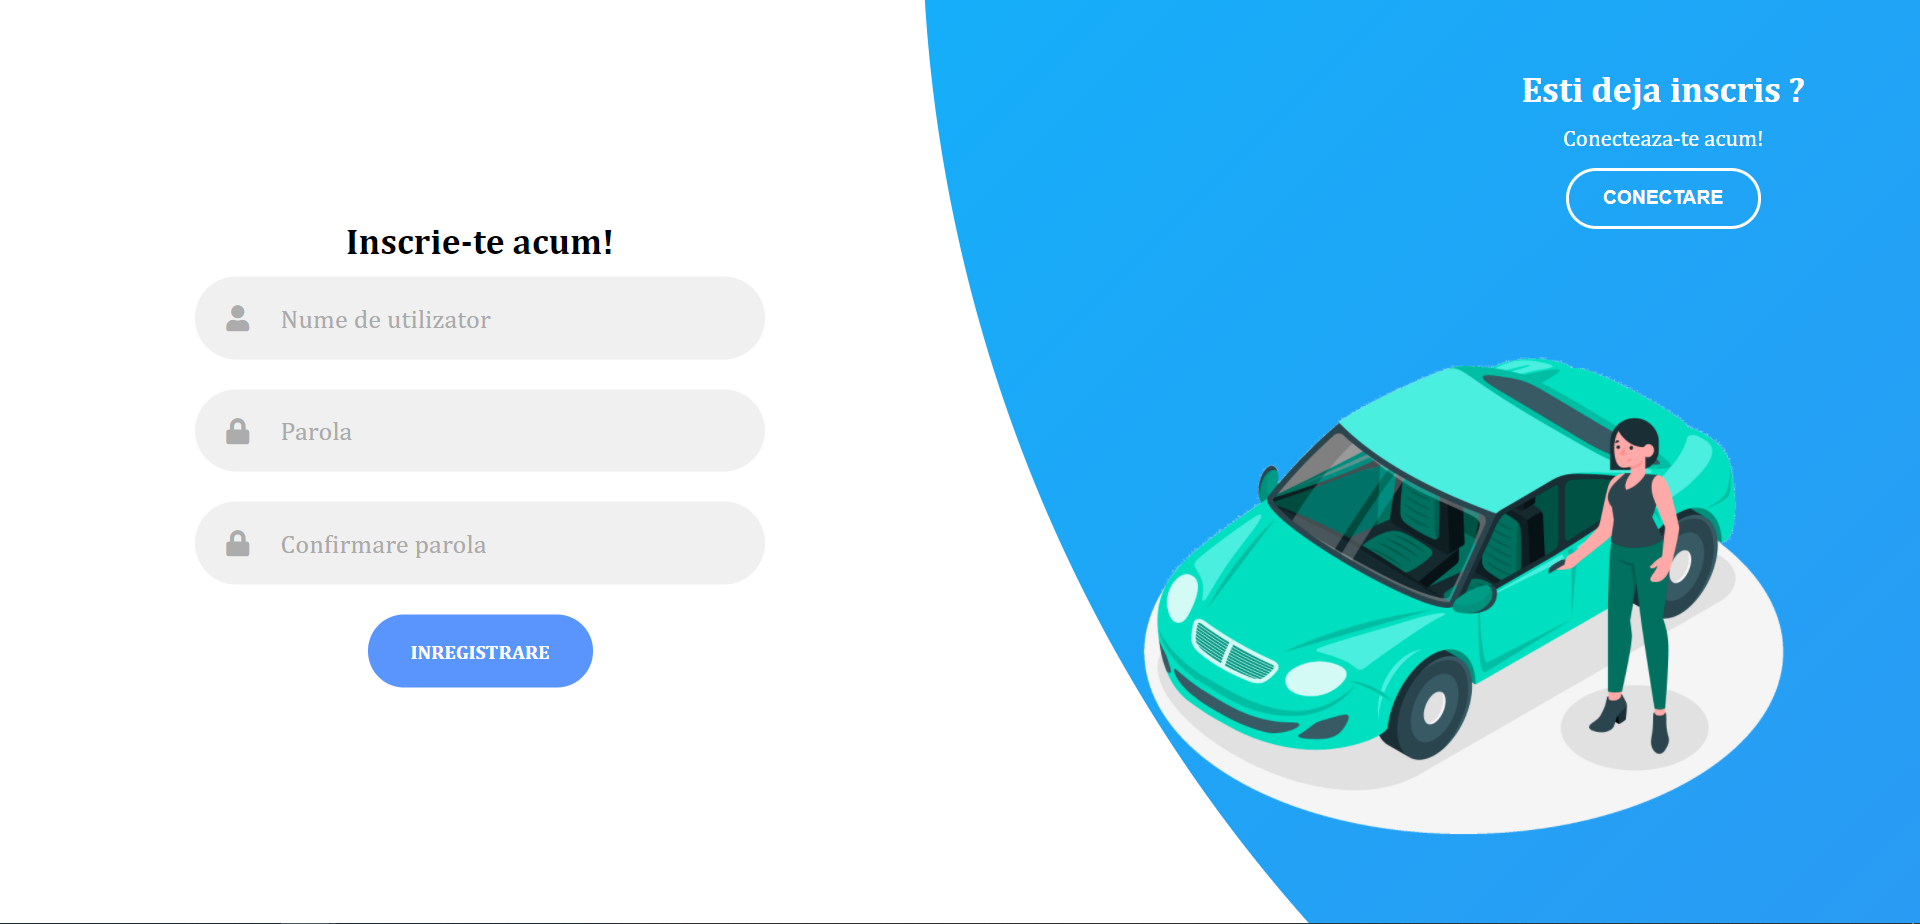 Inscrie-te acum!
Nume de utilizator
Parola
Confirmare parola
INREGISTRARE
Esti deja inscris ?
Conecteaza-te acum!
CONECTARE